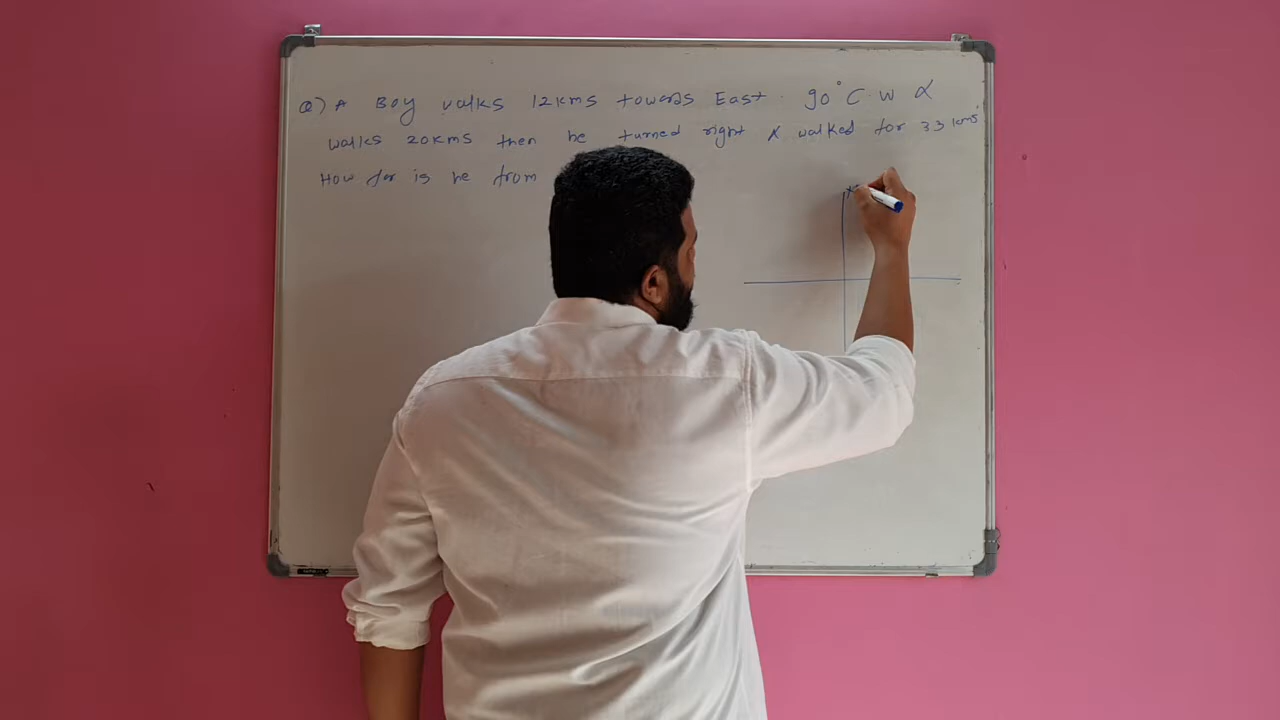 Q) A Boy walks 12kms towards East. 90° C.W &
walks 20kms then he turned right & walked for 33 kms
How far is he from